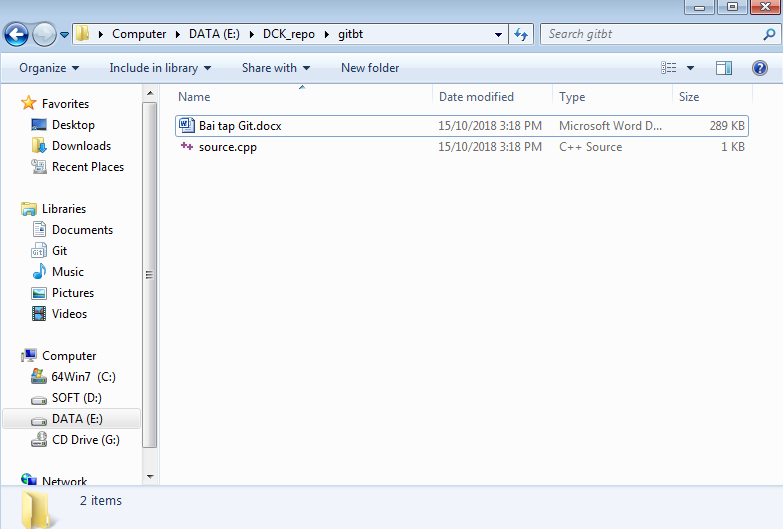 Computer DATA (E:) DCK_repo gitbt
Search gitbt
Organize Include in library Share with New folder
Favorites
Desktop
Downloads
Recent Places
Libraries
Documents
Git
Music
Pictures
Videos
Computer
64Win7 (C:)
SOFT (D:)
DATA (E:)
CD Drive (G:)
Network
Name Date modified Type Size
Bai tap Git.docx 15/10/2018 3:18 PM Microsoft Word D... 289 KB
source.cpp 15/10/2018 3:18 PM C++ Source 1 KB
2 items